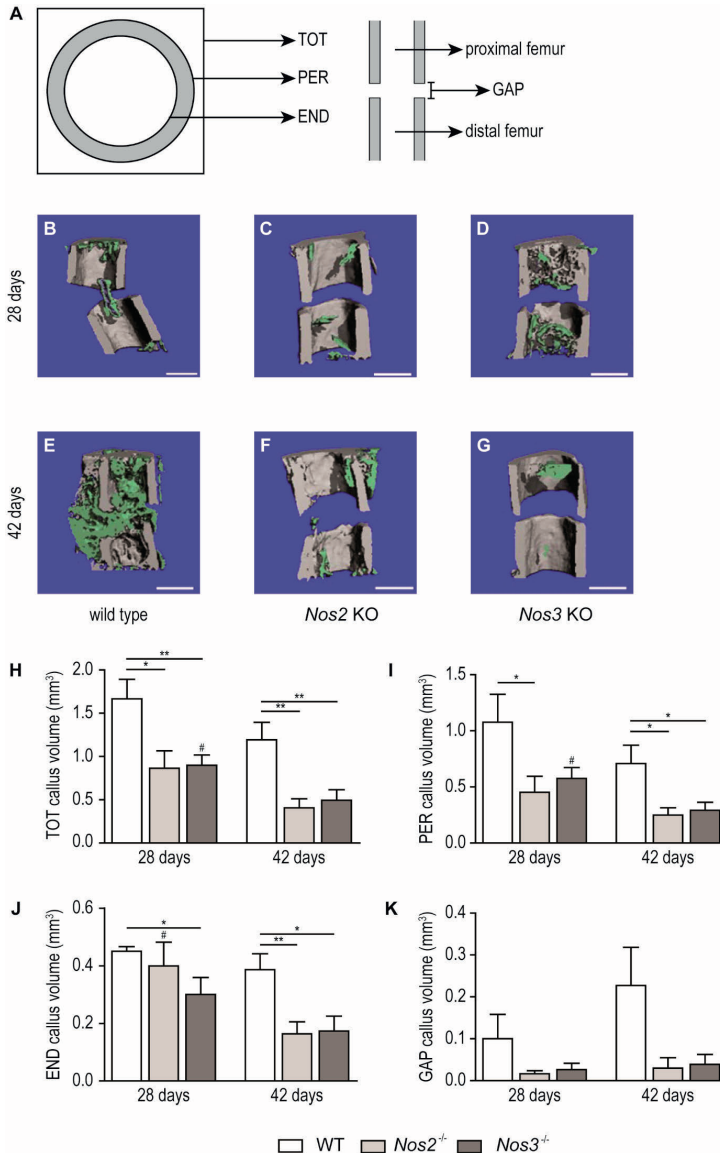 A
TOT
PER
END
proximal femur
GAP
distal femur
28 days
B
C
D
42 days
E
F
G
wild type
Nos2 KO
Nos3 KO
H
TOT callus volume (mm³)
2.0
1.5
1.0
0.5
0.0
**
*
#
**
**
28 days
42 days
I
PER callus volume (mm³)
1.5
1.0
0.5
0.0
*
#
*
*
28 days
42 days
J
END callus volume (mm³)
0.6
0.4
0.2
0.0
*
#
*
**
28 days
42 days
K
GAP callus volume (mm³)
0.4
0.3
0.2
0.1
0.0
28 days
42 days
WT
Nos2⁻/⁻
Nos3⁻/⁻